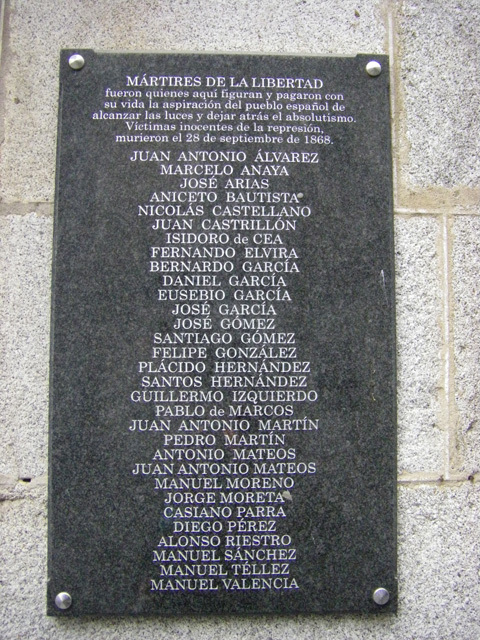 MÁRTIRES DE LA LIBERTAD
fueron quienes aquí figuran y pagaron con
su vida la aspiración del pueblo español de
alcanzar las luces y dejar atrás el absolutismo.
Víctimas inocentes de la represión,
murieron el 28 de septiembre de 1868.
JUAN ANTONIO ÁLVAREZ
MARCELO ANAYA
JOSÉ ARIAS
ANICETO BAUTISTA
NICOLÁS CASTELLANO
JUAN CASTRILLÓN
ISIDORO de CEA
FERNANDO ELVIRA
BERNARDO GARCÍA
DANIEL GARCÍA
EUSEBIO GARCÍA
JOSÉ GARCÍA
JOSÉ GÓMEZ
SANTIAGO GÓMEZ
FELIPE GONZÁLEZ
PLÁCIDO HERNÁNDEZ
SANTOS HERNÁNDEZ
GUILLERMO IZQUIERDO
PABLO de MARCOS
JUAN ANTONIO MARTÍN
PEDRO MARTÍN
ANTONIO MATEOS
JUAN ANTONIO MATEOS
MANUEL MORENO
JORGE MORETA
CASIANO PARRA
DIEGO PÉREZ
ALONSO RIESTRO
MANUEL SÁNCHEZ
MANUEL TÉLLEZ
MANUEL VALENCIA